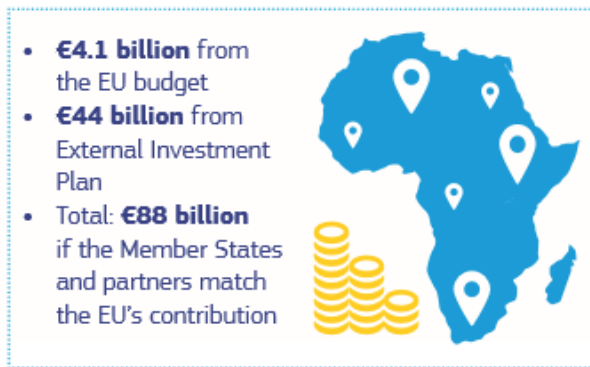 • €4.1 billion from
the EU budget
• €44 billion from
External Investment
Plan
• Total: €88 billion
if the Member States
and partners match
the EU's contribution